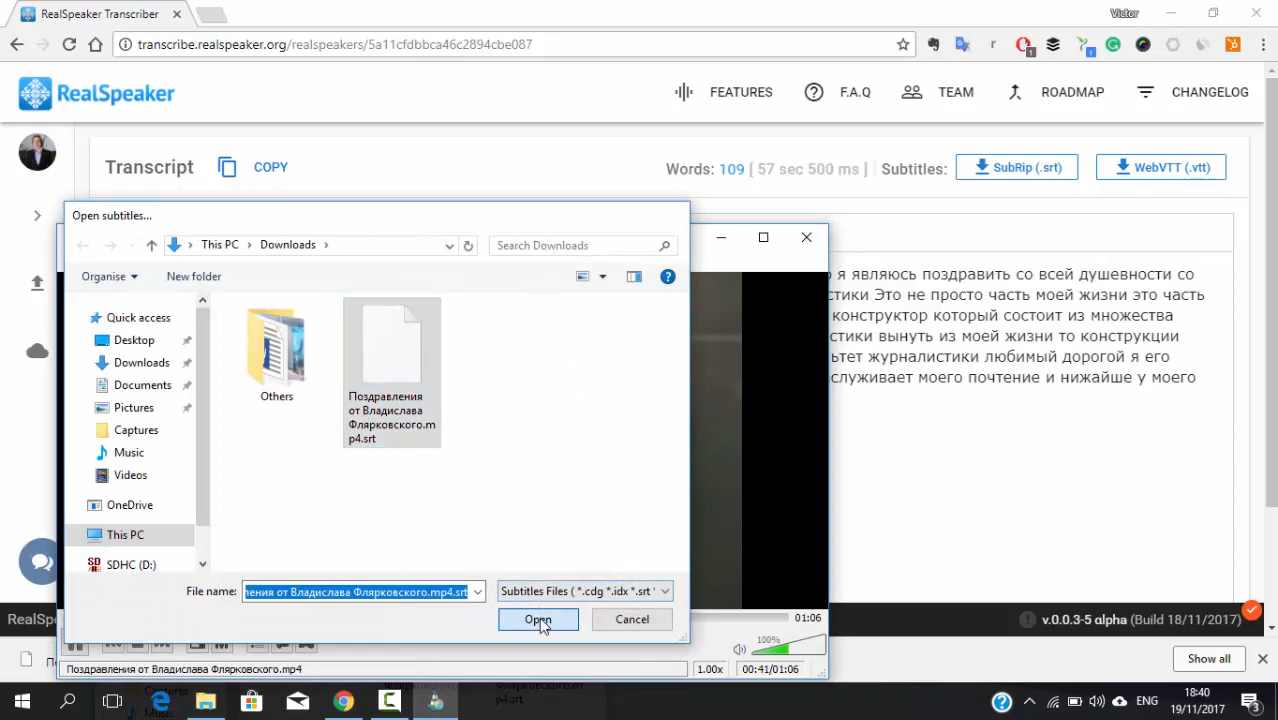 RealSpeaker Transcriber
Victor
transcribe.realspeaker.org/realspeakers/5a11cfdbbca46c2894cbe087
RealSpeaker
FEATURES
F.A.Q
TEAM
ROADMAP
CHANGELOG
Transcript
COPY
Words: 109 [ 57 sec 500 ms ]
Subtitles:
SubRip (.srt)
WebVTT (.vtt)
Open subtitles...
This PC
Downloads
Search Downloads
Organise
New folder
Quick access
Desktop
Downloads
Documents
Pictures
Captures
Music
Videos
OneDrive
This PC
SDHC (D:)
Others
Поздравления
от Владислава
Флярковского.m
p4.srt
я являюсь поздравить со всей душевности со
стики Это не просто часть моей жизни это часть
конструктор который состоит из множества
стики вынуть из моей жизни то конструкции
ьтет журналистики любимый дорогой я его
служивает моего почтение и нижайше у моего
File name:
ления от Владислава Флярковского.mp4.srt
Subtitles Files ( *.cdg *.idx *.srt
Open
Cancel
01:06
100%
Поздравления от Владислава Флярковского.mp4
1.00x
00:41/01:06
RealSp
v.0.0.3-5 alpha (Build 18/11/2017)
Show all
ENG
18:40
19/11/2017
3